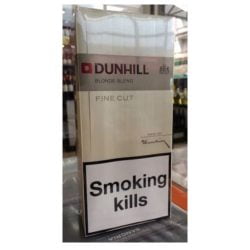 DUNHILL
BLONDE BLEND
FINE CUT
Smoking
kills